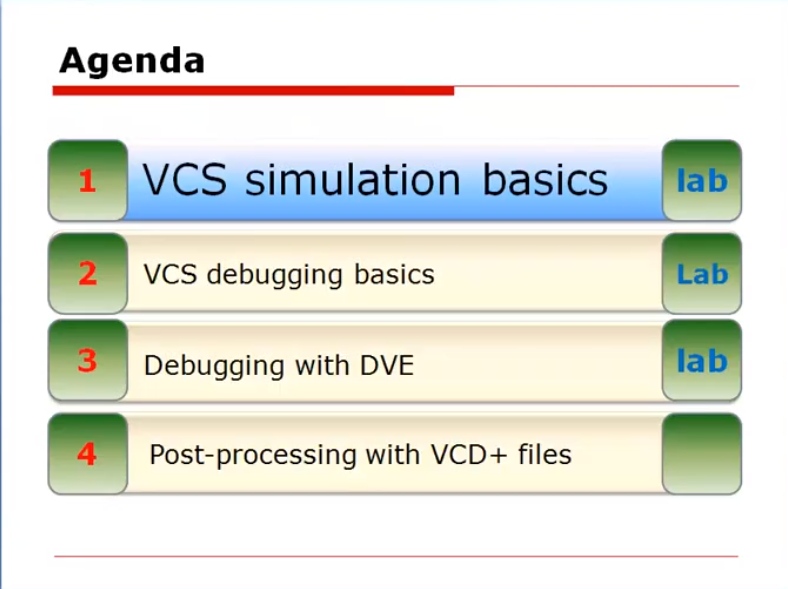 Agenda
1 VCS simulation basics lab
2 VCS debugging basics Lab
3 Debugging with DVE lab
4 Post-processing with VCD+ files